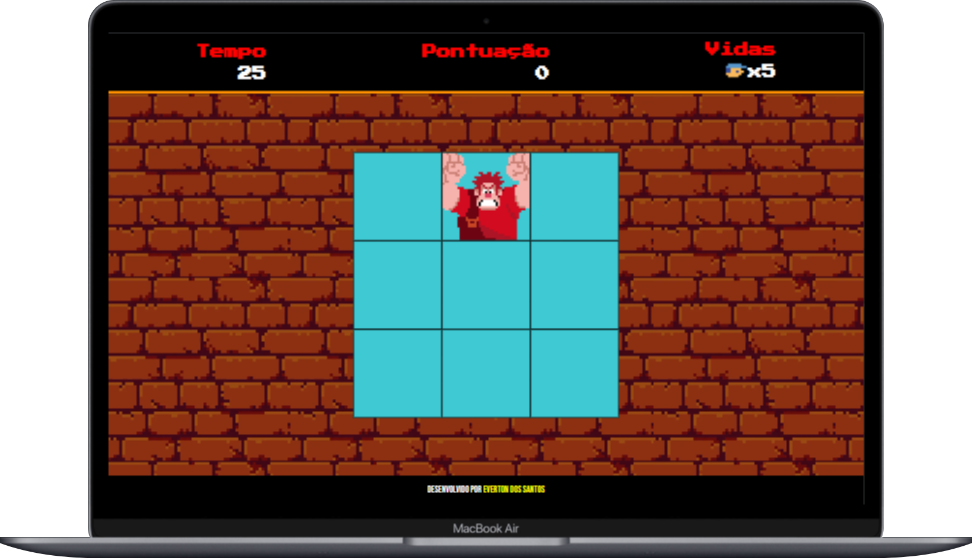 Tempo
25
Pontuação
0
Vidas
x5
DESENVOLVIDO POR EVERTON DOS SANTOS
MacBook Air